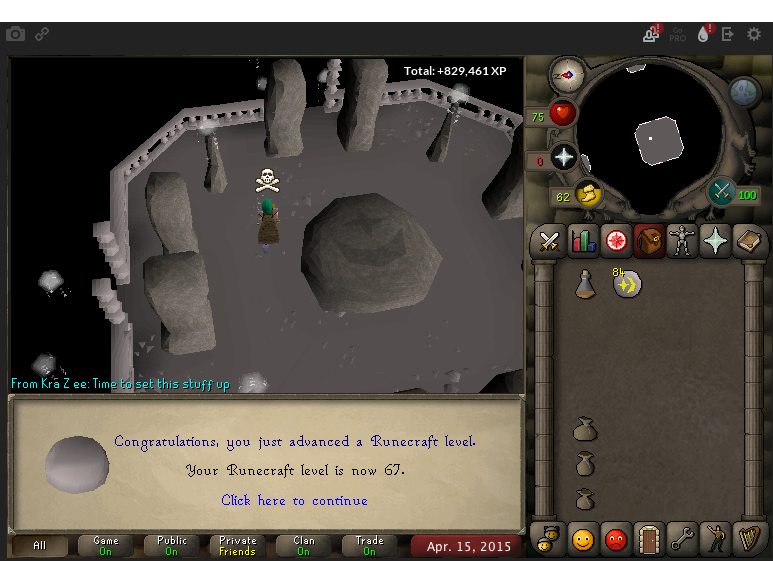 Go
PRO
Total: +829,461 XP
75
0
62
100
84
From Kra Z ee: Time to set this stuff up
Congratulations, you just advanced a Runecraft level.
Your Runecraft level is now 67.
Click here to continue
All
Game
On
Public
On
Private
Friends
Clan
On
Trade
On
Apr. 15, 2015